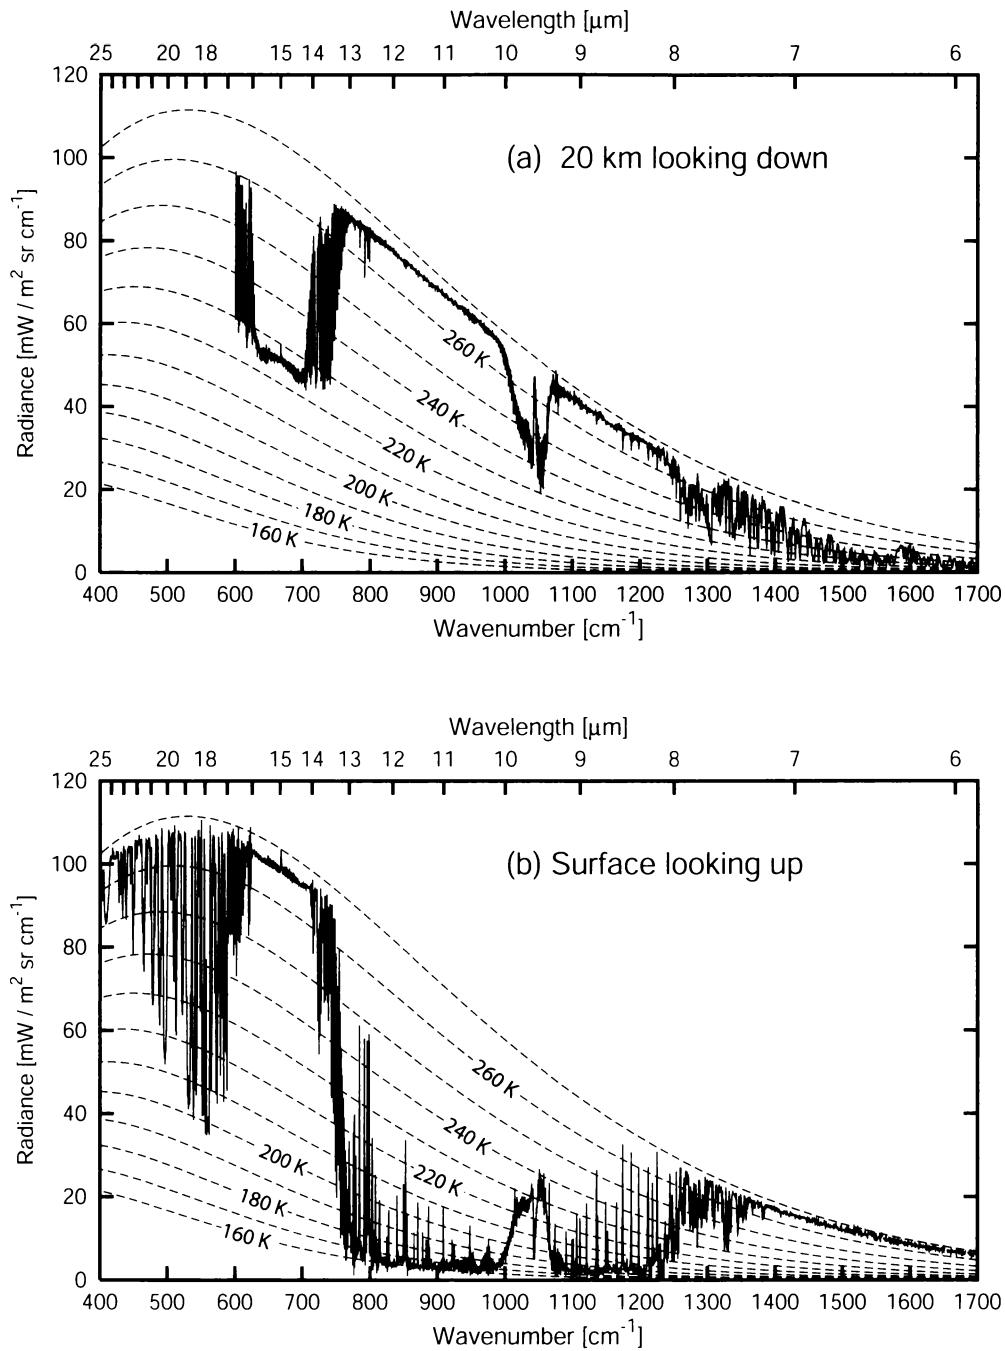 Wavelength [μm]
25 20 18 15 14 13 12 11 10 9 8 7 6
120
(a) 20 km looking down
100
80
60
40
20
0
Radiance [mW / m² sr cm⁻¹]
260 K
240 K
220 K
200 K
180 K
160 K
400 500 600 700 800 900 1000 1100 1200 1300 1400 1500 1600 1700
Wavenumber [cm⁻¹]
Wavelength [μm]
25 20 18 15 14 13 12 11 10 9 8 7 6
120
(b) Surface looking up
100
80
60
40
20
0
Radiance [mW / m² sr cm⁻¹]
260 K
240 K
220 K
200 K
180 K
160 K
400 500 600 700 800 900 1000 1100 1200 1300 1400 1500 1600 1700
Wavenumber [cm⁻¹]